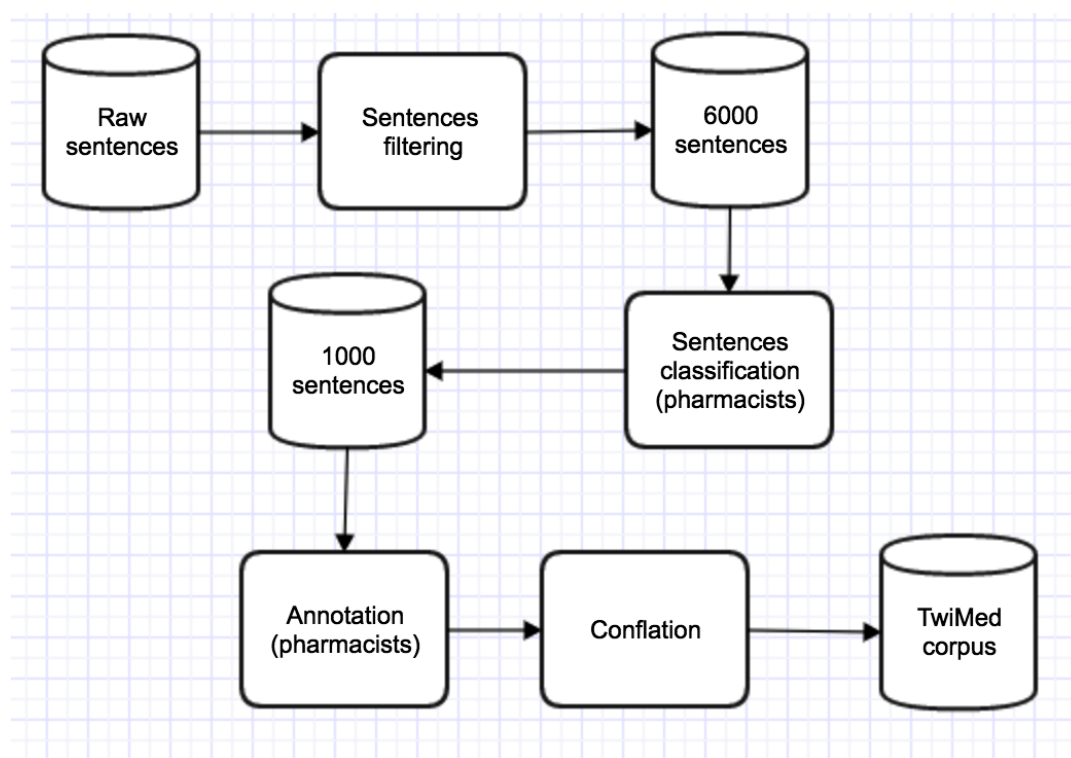 Raw
sentences
Sentences
filtering
6000
sentences
Sentences
classification
(pharmacists)
1000
sentences
Annotation
(pharmacists)
Conflation
TwiMed
corpus